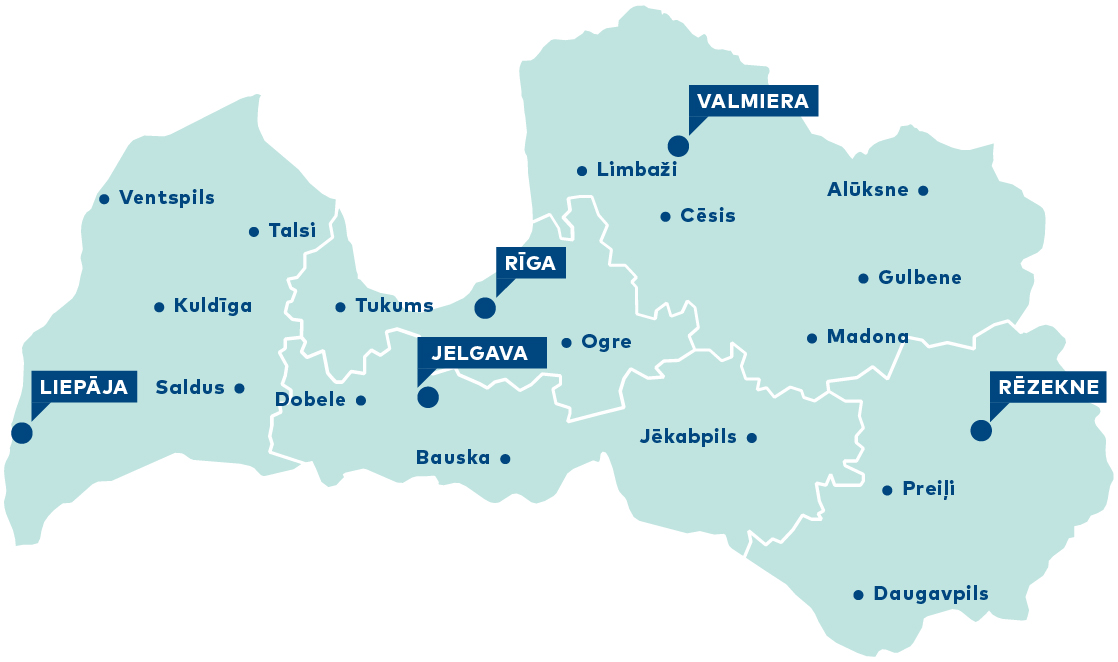 VALMIERA
Limbaži
Alūksne
Ventspils
Cēsis
Talsi
RĪGA
Gulbene
Kuldīga
Tukums
Madona
Ogre
JELGAVA
LIEPĀJA
Saldus
RĒZEKNE
Dobele
Jēkabpils
Bauska
Preiļi
Daugavpils